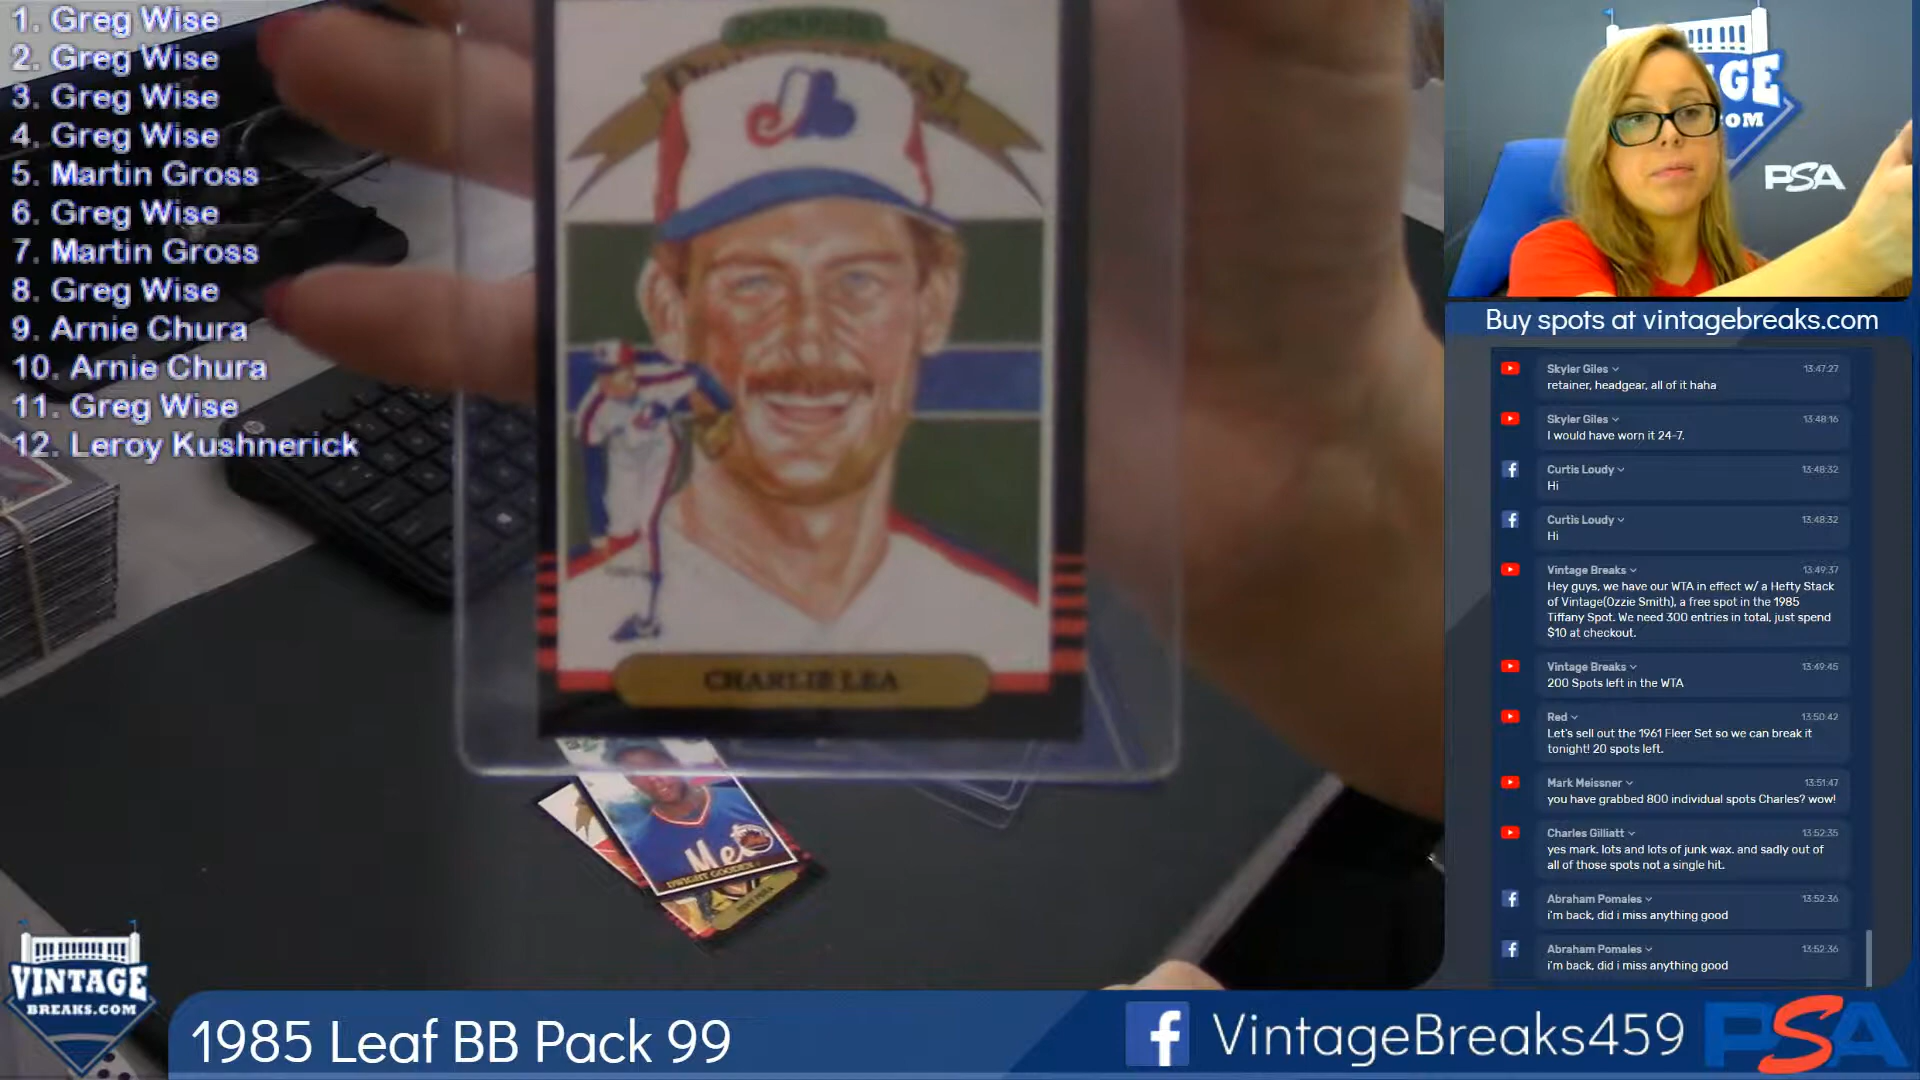 1. Greg Wise
2. Greg Wise
3. Greg Wise
4. Greg Wise
5. Martin Gross
6. Greg Wise
7. Martin Gross
8. Greg Wise
9. Arnie Chura
10. Arnie Chura
11. Greg Wise
12. Leroy Kushnerick
CHARLIE LEA
Mets
DWIGHT GOODEN
TONY PENA
GE
OM
PSA
Buy spots at vintagebreaks.com
Skyler Giles 13:47:27
retainer, headgear, all of it haha
Skyler Giles 13:48:16
I would have worn it 24-7.
Curtis Loudy 13:48:32
Hi
Curtis Loudy 13:48:32
Hi
Vintage Breaks 13:49:37
Hey guys, we have our WTA in effect w/ a Hefty Stack
of Vintage(Ozzie Smith), a free spot in the 1985
Tiffany Spot. We need 300 entries in total, just spend
$10 at checkout.
Vintage Breaks 13:49:45
200 Spots left in the WTA
Red 13:50:42
Let's sell out the 1961 Fleer Set so we can break it
tonight! 20 spots left.
Mark Meissner 13:51:47
you have grabbed 800 individual spots Charles? wow!
Charles Gilliatt 13:52:35
yes mark. lots and lots of junk wax. and sadly out of
all of those spots not a single hit.
Abraham Pomales 13:52:36
i'm back, did i miss anything good
Abraham Pomales 13:52:36
i'm back, did i miss anything good
VINTAGE
BREAKS.COM
1985 Leaf BB Pack 99
f VintageBreaks459
PSA